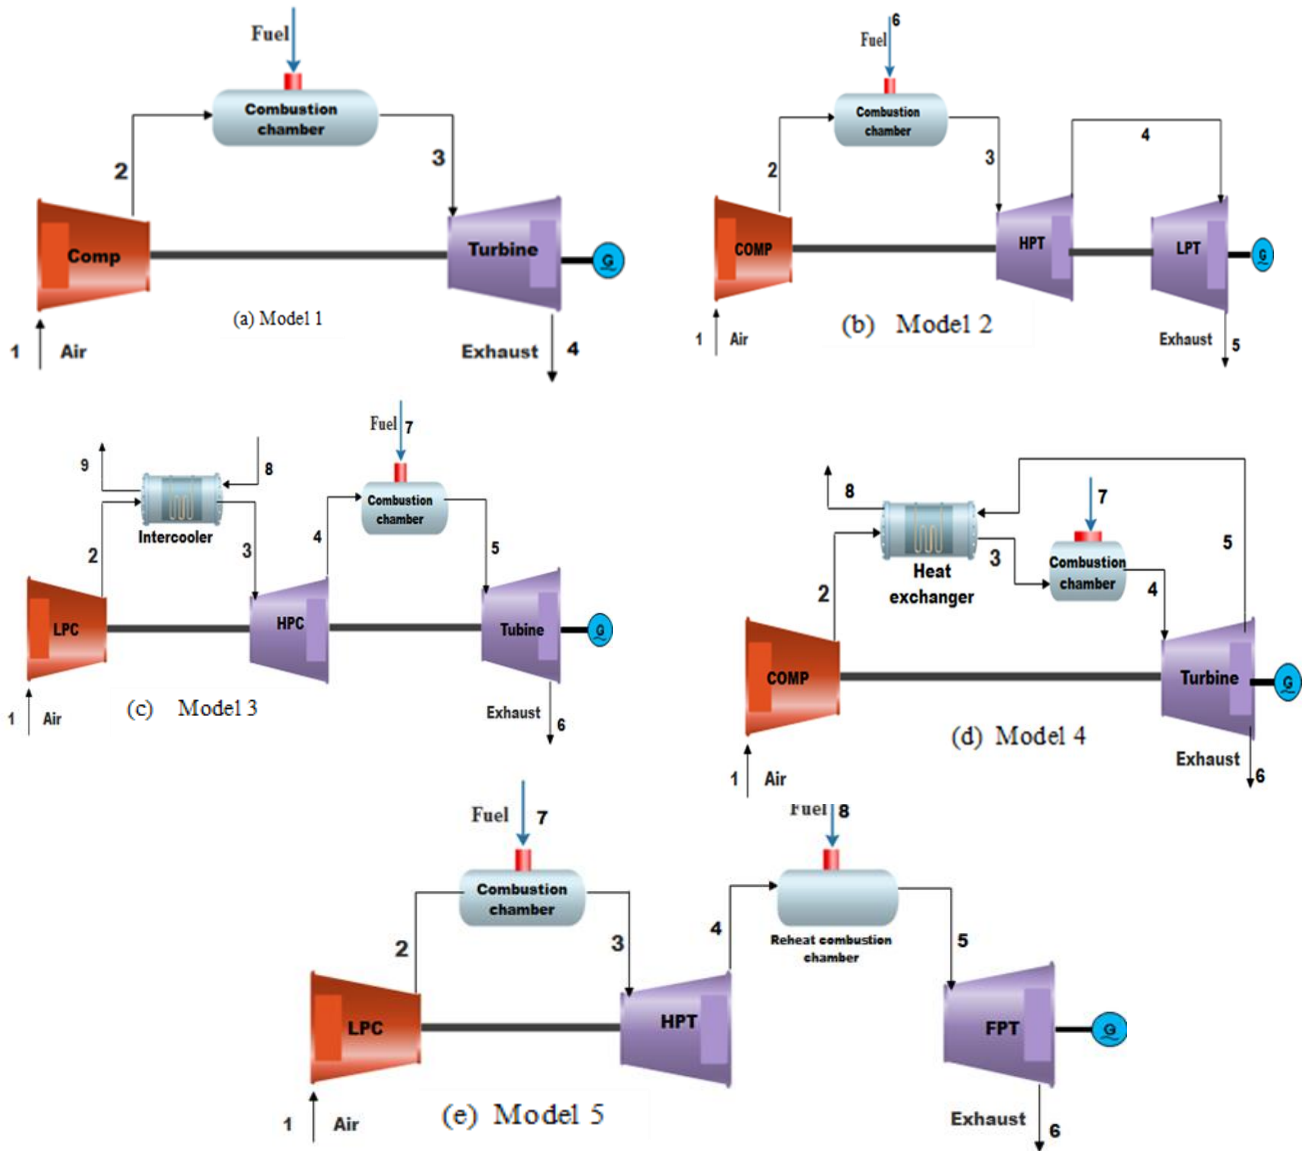 Fuel
Combustion
chamber
2
3
Comp
Turbine
G
(a) Model 1
1
Air
Exhaust
4
6
Fuel
Combustion
chamber
2
3
4
COMP
HPT
LPT
G
(b) Model 2
1
Air
Exhaust
5
Fuel
7
9
8
Intercooler
Combustion
chamber
2
3
4
5
LPC
HPC
Tubine
G
(c) Model 3
1
Air
Exhaust
6
8
7
Heat
exchanger
3
Combustion
chamber
2
4
5
COMP
Turbine
G
(d) Model 4
1
Air
Exhaust
6
Fuel
7
Fuel
8
Combustion
chamber
Reheat combustion
chamber
2
3
4
5
LPC
HPT
FPT
G
(e) Model 5
1
Air
Exhaust
6